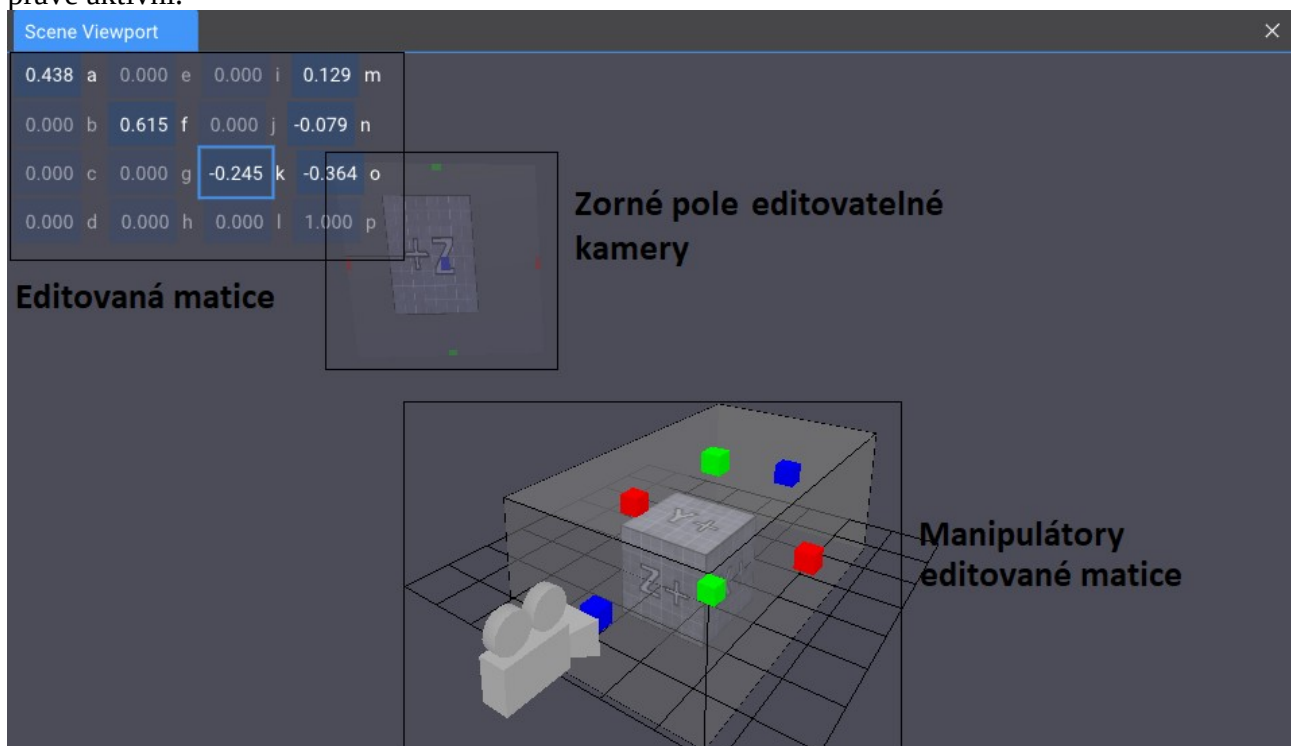 právě aktivní.
Scene Viewport
0.438 a 0.000 e 0.000 i 0.129 m
0.000 b 0.615 f 0.000 j -0.079 n
0.000 c 0.000 g -0.245 k -0.364 o
0.000 d 0.000 h 0.000 l 1.000 p
Zorné pole editovatelné
kamery
+Z
Editovaná matice
Y+
Z+
Manipulátory
editované matice